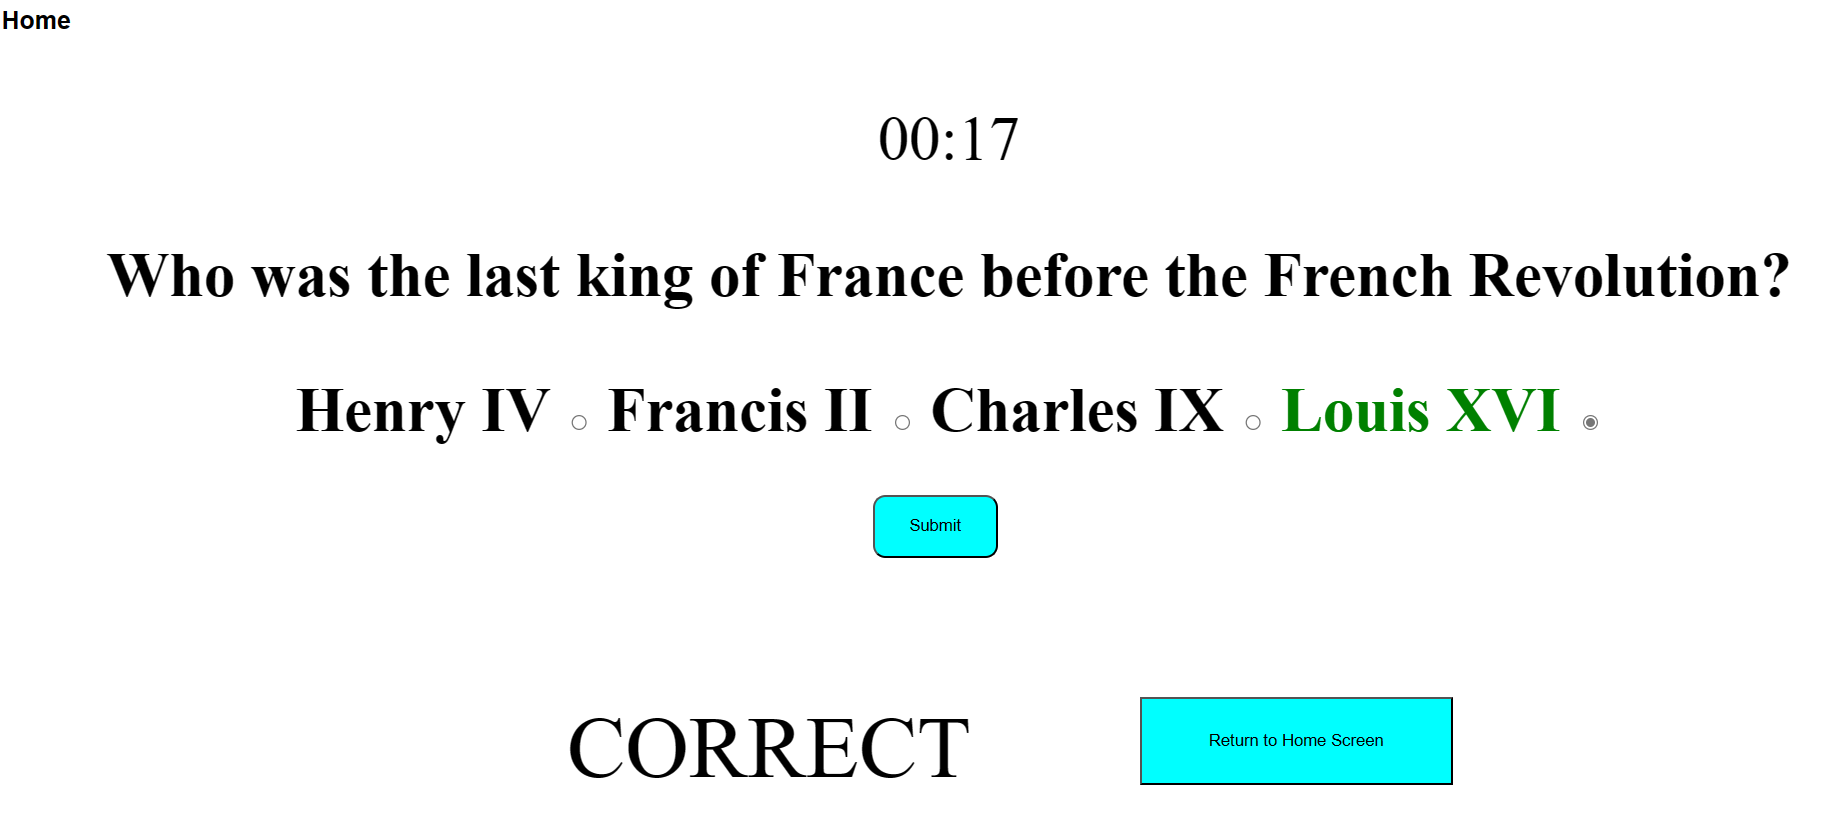 Home
00:17
Who was the last king of France before the French Revolution?
Henry IV Francis II Charles IX Louis XVI
Submit
CORRECT
Return to Home Screen